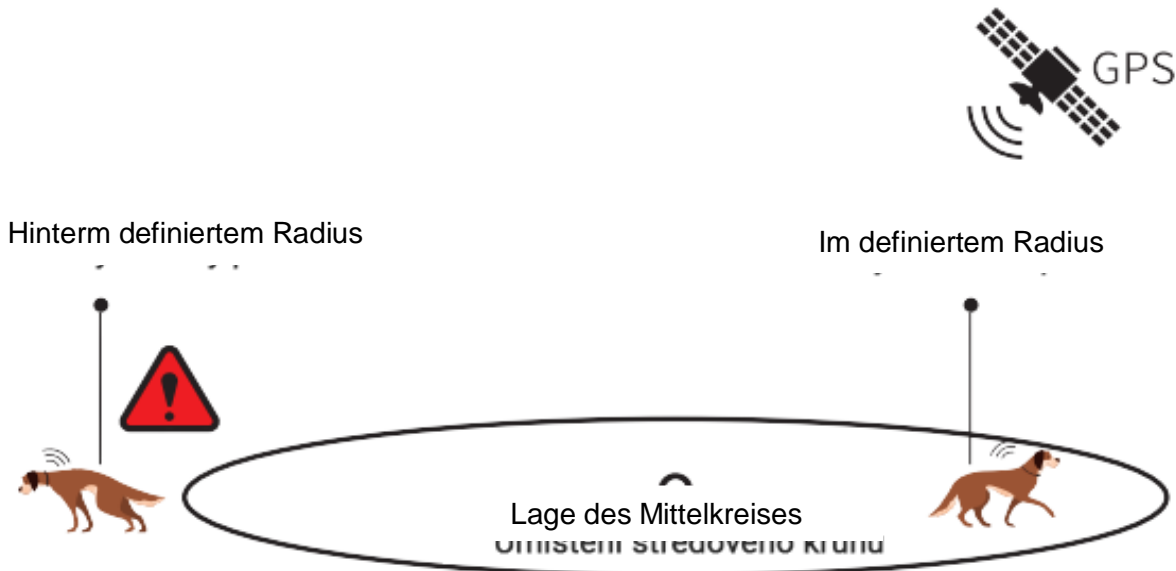 GPS
Hinterm definiertem Radius
Im definiertem Radius
Lage des Mittelkreises